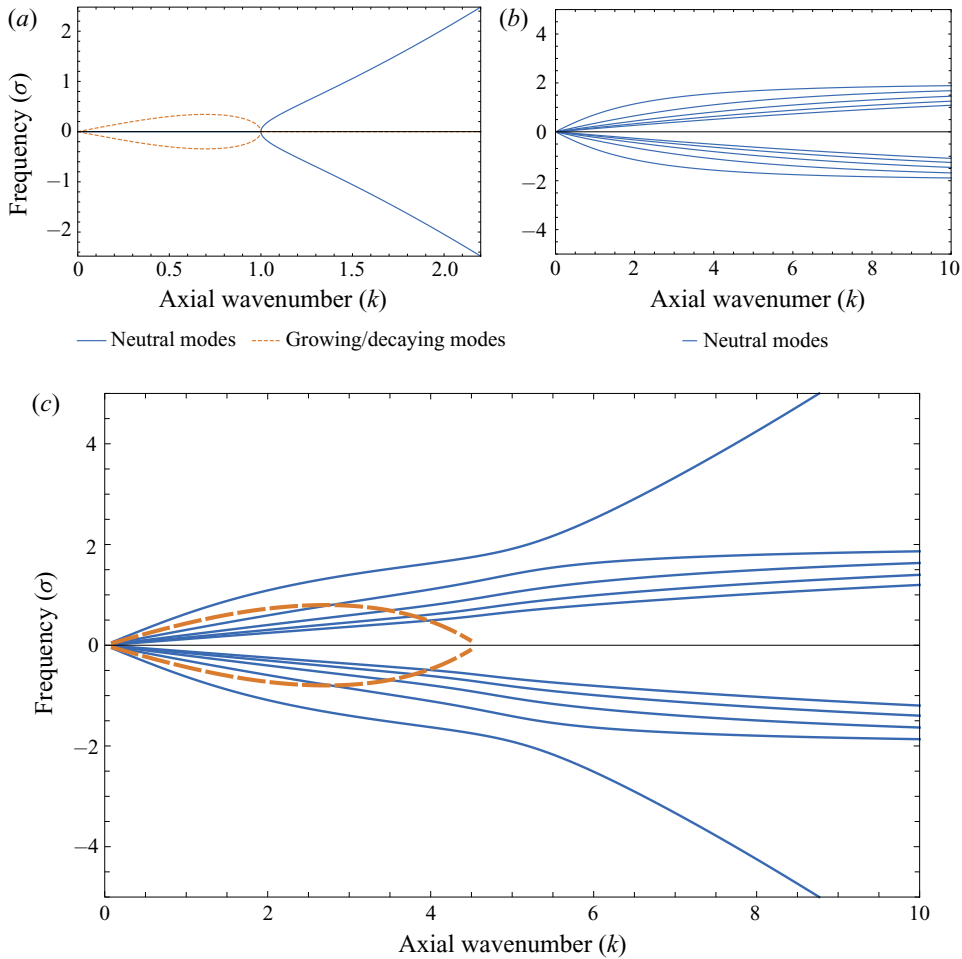 (a)
2
1
0
−1
−2
Frequency (σ)
0 0.5 1.0 1.5 2.0
Axial wavenumber (k)
Neutral modes Growing/decaying modes
(b)
4
2
0
−2
−4
0 2 4 6 8 10
Axial wavenumer (k)
Neutral modes
(c)
4
2
0
−2
−4
Frequency (σ)
0 2 4 6 8 10
Axial wavenumber (k)